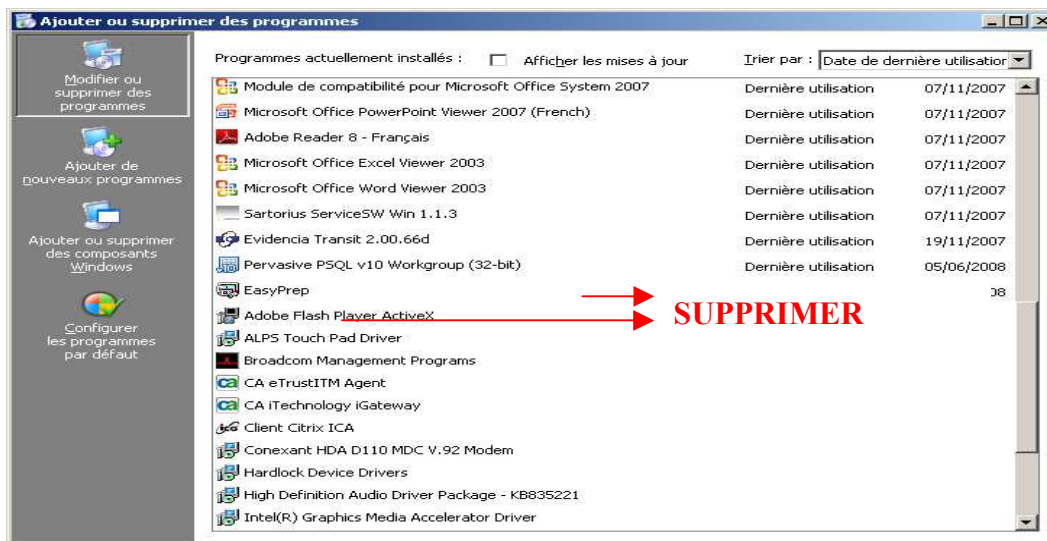 Ajouter ou supprimer des programmes
Modifier ou
supprimer des
programmes
Ajouter de
nouveaux programmes
Ajouter ou supprimer
des composants
Windows
Configurer
les programmes
par défaut
Programmes actuellement installés : Afficher les mises à jour Trier par : Date de dernière utilisation
Module de compatibilité pour Microsoft Office System 2007 Dernière utilisation 07/11/2007
Microsoft Office PowerPoint Viewer 2007 (French) Dernière utilisation 07/11/2007
Adobe Reader 8 - Français Dernière utilisation 07/11/2007
Microsoft Office Excel Viewer 2003 Dernière utilisation 07/11/2007
Microsoft Office Word Viewer 2003 Dernière utilisation 07/11/2007
Sartorius ServiceSW Win 1.1.3 Dernière utilisation 07/11/2007
Evidencia Transit 2.00.66d Dernière utilisation 19/11/2007
Pervasive PSQL v10 Workgroup (32-bit) Dernière utilisation 05/06/2008
EasyPrep 08
SUPPRIMER
Adobe Flash Player ActiveX
ALPS Touch Pad Driver
Broadcom Management Programs
CA eTrustITM Agent
CA iTechnology iGateway
Client Citrix ICA
Conexant HDA D110 MDC V.92 Modem
Hardlock Device Drivers
High Definition Audio Driver Package - KB835221
Intel(R) Graphics Media Accelerator Driver